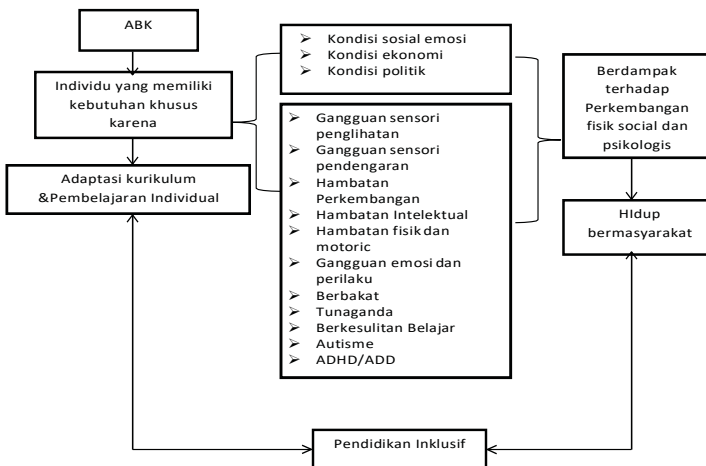 ABK
Individu yang memiliki
kebutuhan khusus
karena
Adaptasi kurikulum
&Pembelajaran Individual
➢ Kondisi sosial emosi
➢ Kondisi ekonomi
➢ Kondisi politik
➢ Gangguan sensori
penglihatan
➢ Gangguan sensori
pendengaran
➢ Hambatan
Perkembangan
➢ Hambatan Intelektual
➢ Hambatan fisik dan
motoric
➢ Gangguan emosi dan
perilaku
➢ Berbakat
➢ Tunaganda
➢ Berkesulitan Belajar
➢ Autisme
➢ ADHD/ADD
Berdampak
terhadap
Perkembangan
fisik social dan
psikologis
HIdup
bermasyarakat
Pendidikan Inklusif